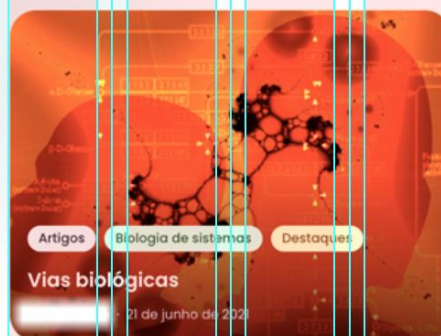 Artigos Biologia de sistemas Destaques
Vias biológicas
· 21 de junho de 2021